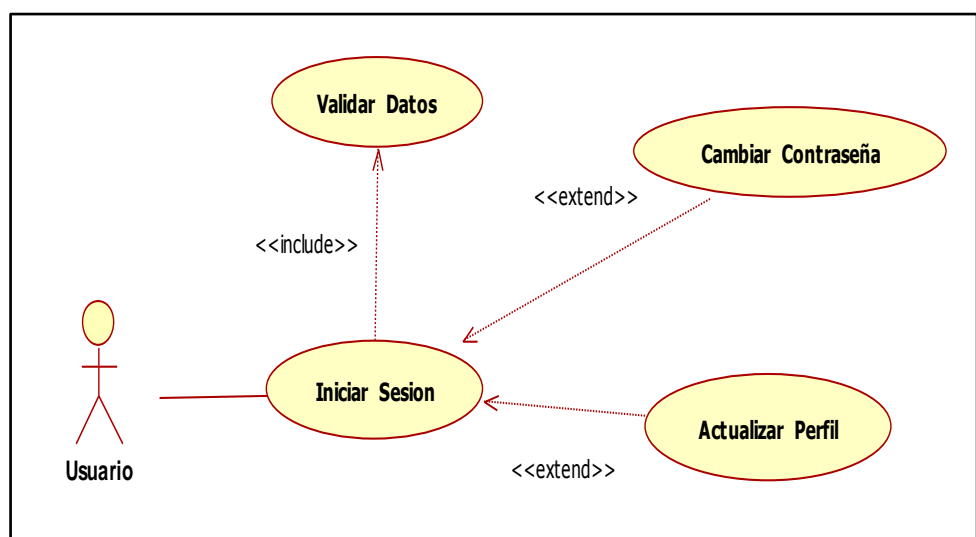 Validar Datos
Cambiar Contraseña
<<extend>>
<<include>>
Iniciar Sesion
Actualizar Perfil
Usuario
<<extend>>